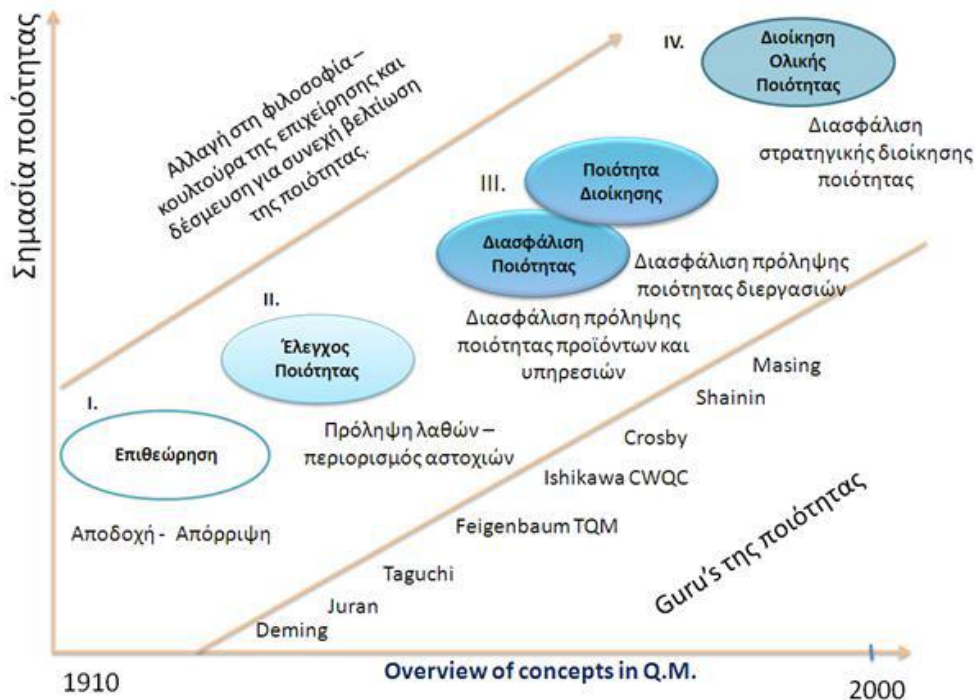 Σημασία ποιότητας
Αλλαγή στη φιλοσοφία –
κουλτούρα της επιχείρησης και
δέσμευση για συνεχή βελτίωση
της ποιότητας.
IV.
Διοίκηση
Ολικής
Ποιότητας
Διασφάλιση
στρατηγικής διοίκησης
ποιότητας
III.
Ποιότητα
Διοίκησης
Διασφάλιση
Ποιότητας
Διασφάλιση πρόληψης
ποιότητας διεργασιών
Διασφάλιση πρόληψης
ποιότητας προϊόντων και
υπηρεσιών
II.
Έλεγχος
Ποιότητας
Πρόληψη λαθών –
περιορισμός αστοχιών
I.
Επιθεώρηση
Αποδοχή - Απόρριψη
Masing
Shainin
Crosby
Ishikawa CWQC
Feigenbaum TQM
Taguchi
Juran
Deming
Guru's της ποιότητας
1910
Overview of concepts in Q.M.
2000